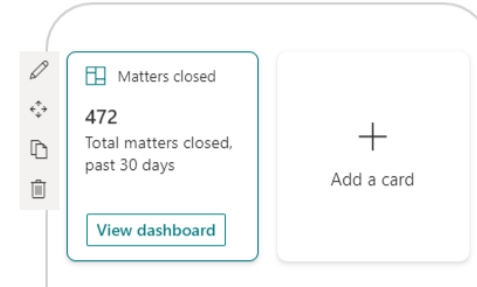 Matters closed
472
Total matters closed,
past 30 days
View dashboard
Add a card